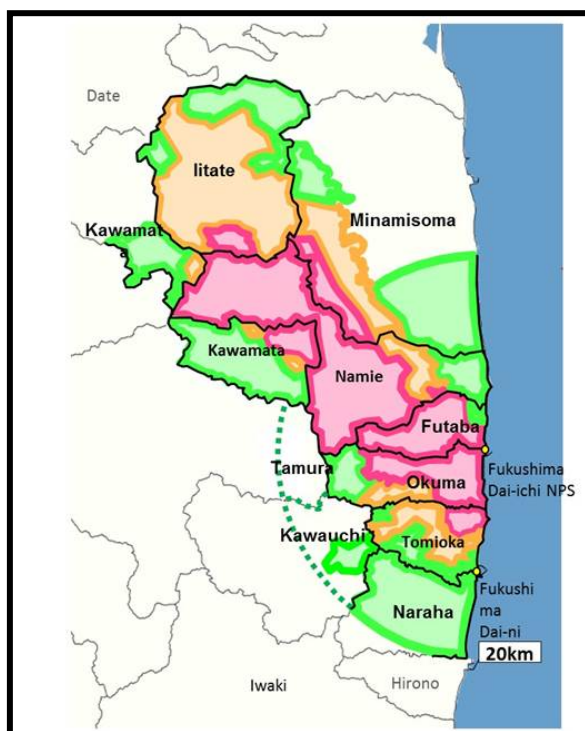 Date
Iitate
Minamisoma
Kawamat
Kawamata
Namie
Futaba
Fukushima
Dai-ichi NPS
Tamura
Okuma
Kawauchi
Tomioka
Fukushi
ma
Dai-ni
Naraha
20km
Iwaki
Hirono